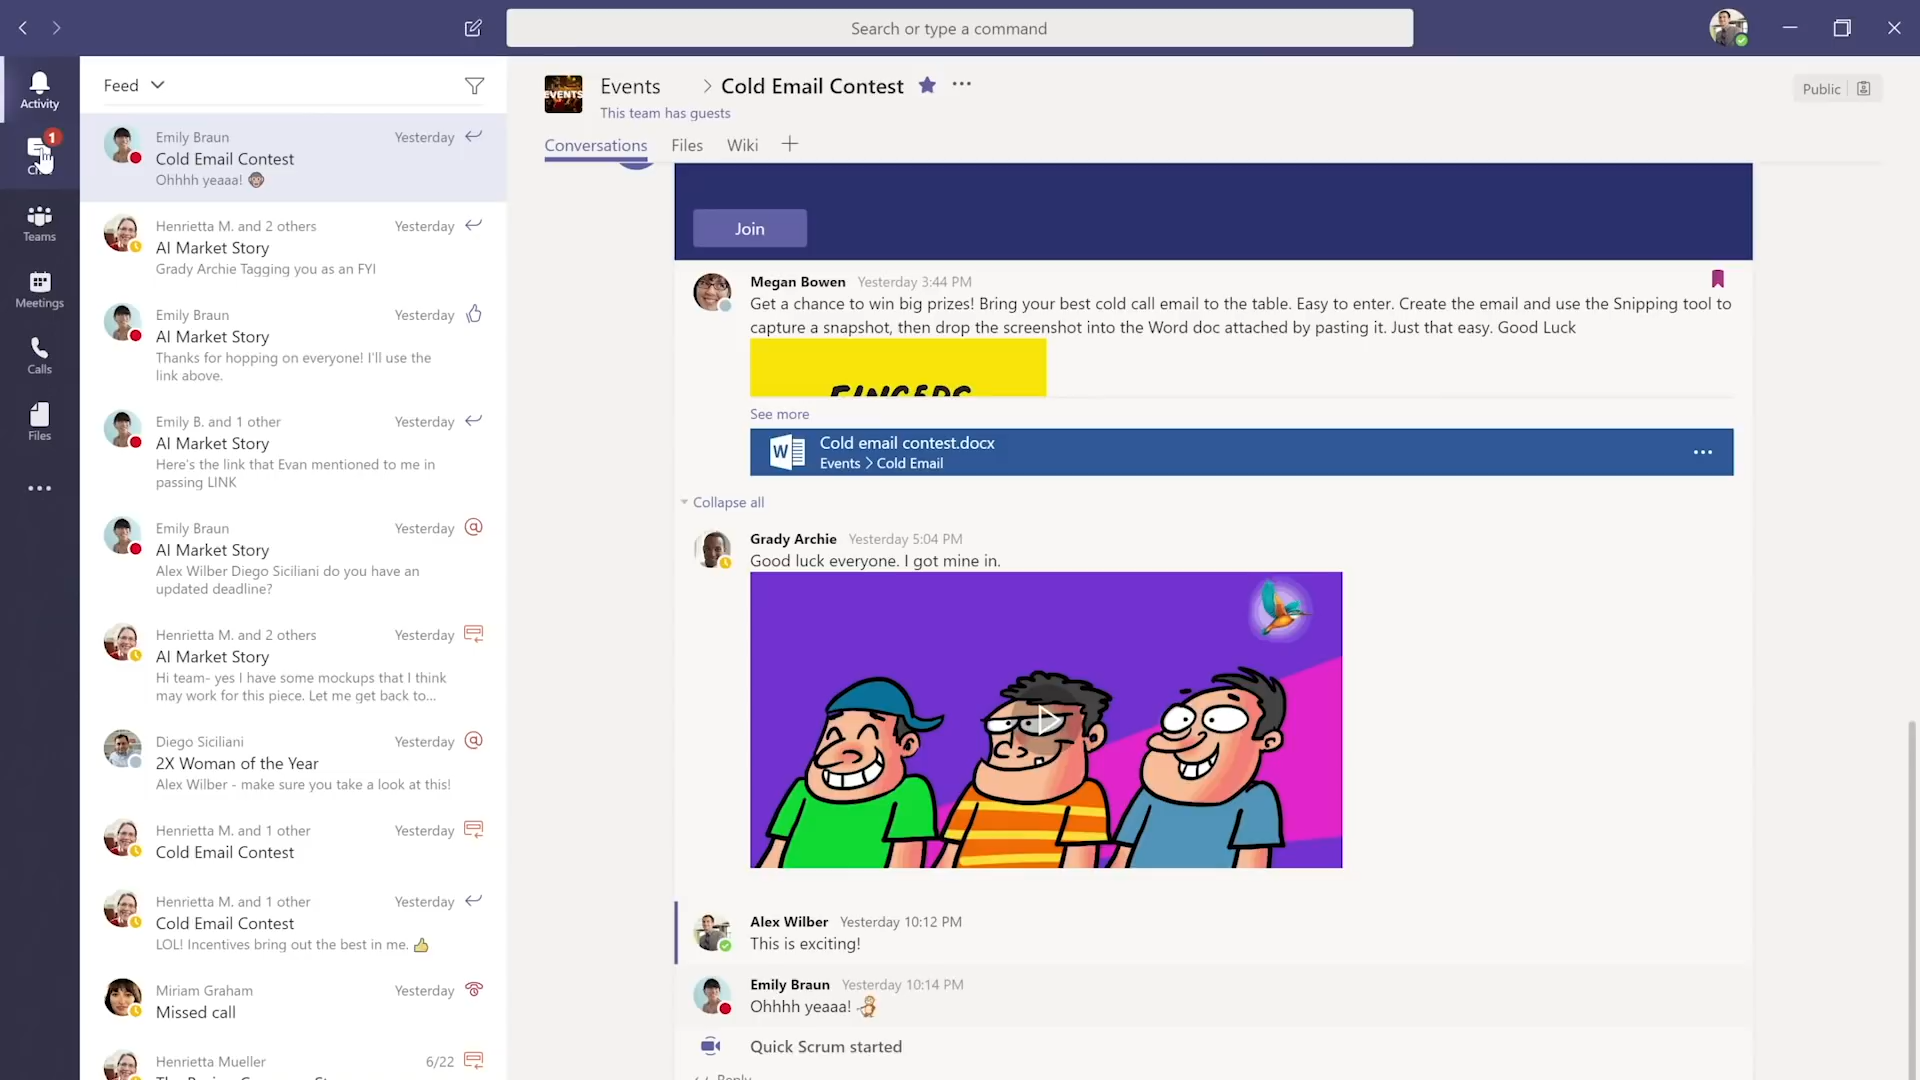 Search or type a command
Activity
1
Teams
Meetings
Calls
Files
Feed
Emily Braun Yesterday
Cold Email Contest
Ohhhh yeaaa!
Henrietta M. and 2 others Yesterday
AI Market Story
Grady Archie Tagging you as an FYI
Emily Braun Yesterday
AI Market Story
Thanks for hopping on everyone! I'll use the
link above.
Emily B. and 1 other Yesterday
AI Market Story
Here's the link that Evan mentioned to me in
passing LINK
Emily Braun Yesterday
AI Market Story
Alex Wilber Diego Siciliani do you have an
updated deadline?
Henrietta M. and 2 others Yesterday
AI Market Story
Hi team- yes I have some mockups that I think
may work for this piece. Let me get back to...
Diego Siciliani Yesterday
2X Woman of the Year
Alex Wilber - make sure you take a look at this!
Henrietta M. and 1 other Yesterday
Cold Email Contest
Henrietta M. and 1 other Yesterday
Cold Email Contest
LOL! Incentives bring out the best in me.
Miriam Graham Yesterday
Missed call
Henrietta Mueller 6/22
EVENTS
Events > Cold Email Contest
This team has guests
Public
Conversations Files Wiki
Join
Megan Bowen Yesterday 3:44 PM
Get a chance to win big prizes! Bring your best cold call email to the table. Easy to enter. Create the email and use the Snipping tool to
capture a snapshot, then drop the screenshot into the Word doc attached by pasting it. Just that easy. Good Luck
FINGERS
See more
W
Cold email contest.docx
Events > Cold Email
Collapse all
Grady Archie Yesterday 5:04 PM
Good luck everyone. I got mine in.
Alex Wilber Yesterday 10:12 PM
This is exciting!
Emily Braun Yesterday 10:14 PM
Ohhhh yeaaa!
Quick Scrum started
Reply